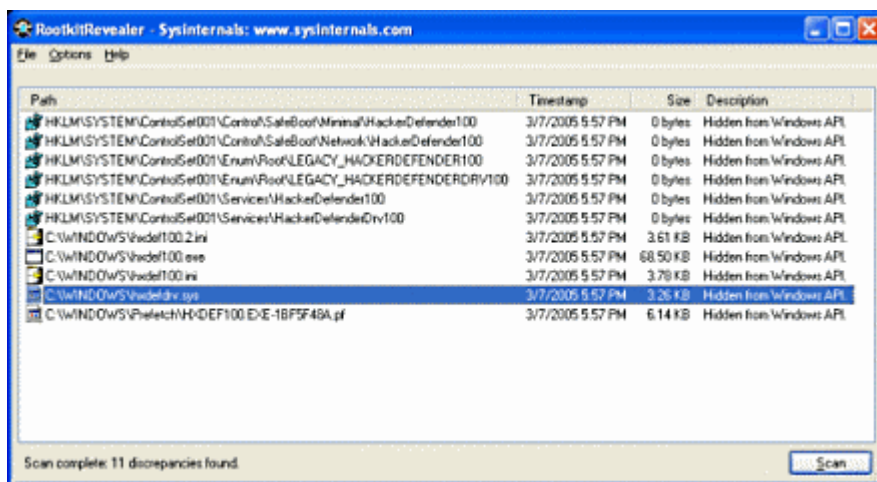 RootkitRevealer - Sysinternals: www.sysinternals.com
File Options Help
Path Timestamp Size Description
HKLM\SYSTEM\ControlSet001\Control\SafeBoot\Minimal\HackerDefender100 3/7/2005 5:57 PM 0 bytes Hidden from Windows API.
HKLM\SYSTEM\ControlSet001\Control\SafeBoot\Network\HackerDefender100 3/7/2005 5:57 PM 0 bytes Hidden from Windows API.
HKLM\SYSTEM\ControlSet001\Enum\Root\LEGACY_HACKERDEFENDER100 3/7/2005 5:57 PM 0 bytes Hidden from Windows API.
HKLM\SYSTEM\ControlSet001\Enum\Root\LEGACY_HACKERDEFENDERDRV100 3/7/2005 5:57 PM 0 bytes Hidden from Windows API.
HKLM\SYSTEM\ControlSet001\Services\HackerDefender100 3/7/2005 5:57 PM 0 bytes Hidden from Windows API.
HKLM\SYSTEM\ControlSet001\Services\HackerDefenderDrv100 3/7/2005 5:57 PM 0 bytes Hidden from Windows API.
C:\WINDOWS\hxdef100.2.ini 3/7/2005 5:57 PM 3.61 KB Hidden from Windows API.
C:\WINDOWS\hxdef100.exe 3/7/2005 5:57 PM 68.50 KB Hidden from Windows API.
C:\WINDOWS\hxdef100.ini 3/7/2005 5:57 PM 3.78 KB Hidden from Windows API.
C:\WINDOWS\hxdefdrv.sys 3/7/2005 5:57 PM 3.26 KB Hidden from Windows API.
C:\WINDOWS\Prefetch\HXDEF100.EXE-1BF5F48A.pf 3/7/2005 5:57 PM 6.14 KB Hidden from Windows API.
Scan complete: 11 discrepancies found.
Scan